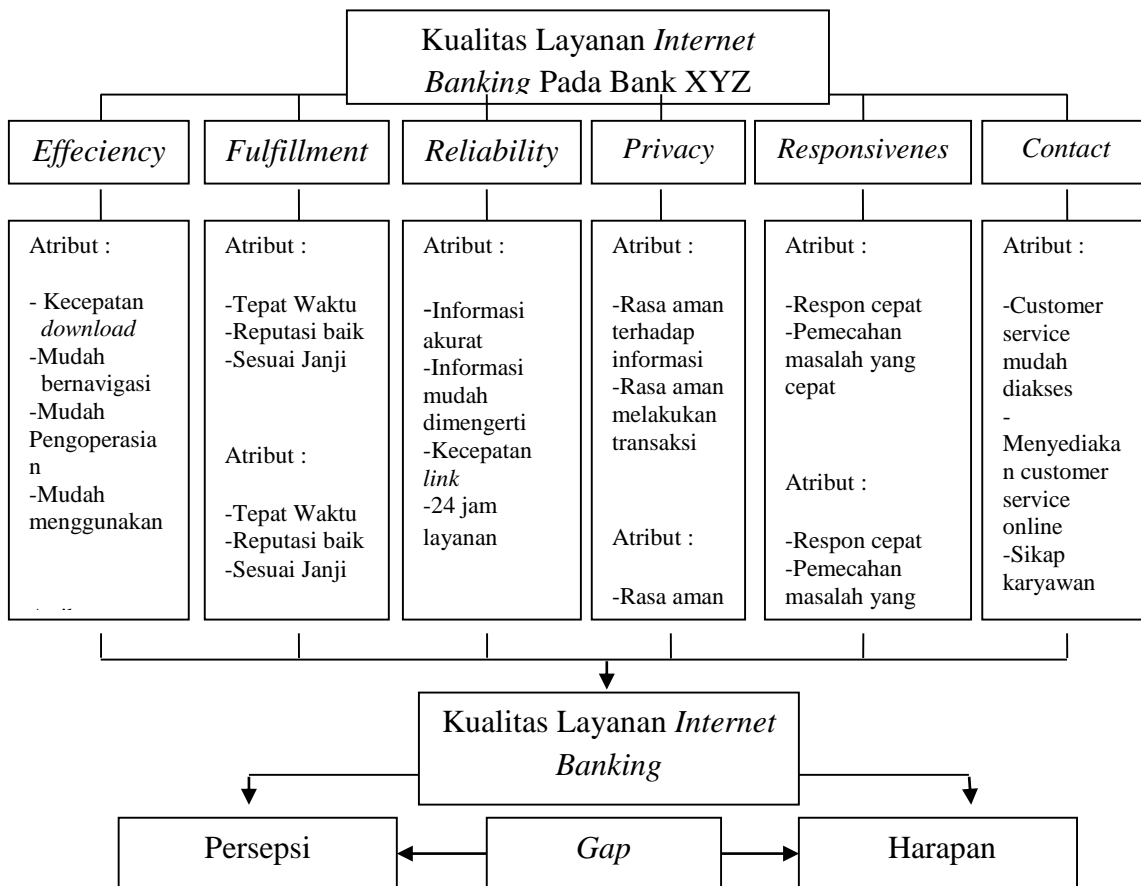 Kualitas Layanan Internet
Banking Pada Bank XYZ
Effeciency
Fulfillment
Reliability
Privacy
Responsivenes
Contact
Atribut :
- Kecepatan
download
-Mudah
bernavigasi
-Mudah
Pengoperasia
n
-Mudah
menggunakan
Atribut :
-Tepat Waktu
-Reputasi baik
-Sesuai Janji
Atribut :
-Tepat Waktu
-Reputasi baik
-Sesuai Janji
Atribut :
-Informasi
akurat
-Informasi
mudah
dimengerti
-Kecepatan
link
-24 jam
layanan
Atribut :
-Rasa aman
terhadap
informasi
-Rasa aman
melakukan
transaksi
Atribut :
-Rasa aman
Atribut :
-Respon cepat
-Pemecahan
masalah yang
cepat
Atribut :
-Respon cepat
-Pemecahan
masalah yang
Atribut :
-Customer
service
mudah
diakses
-
Menyediaka
n customer
service
online
-Sikap
karyawan
Kualitas Layanan Internet
Banking
Persepsi
Gap
Harapan